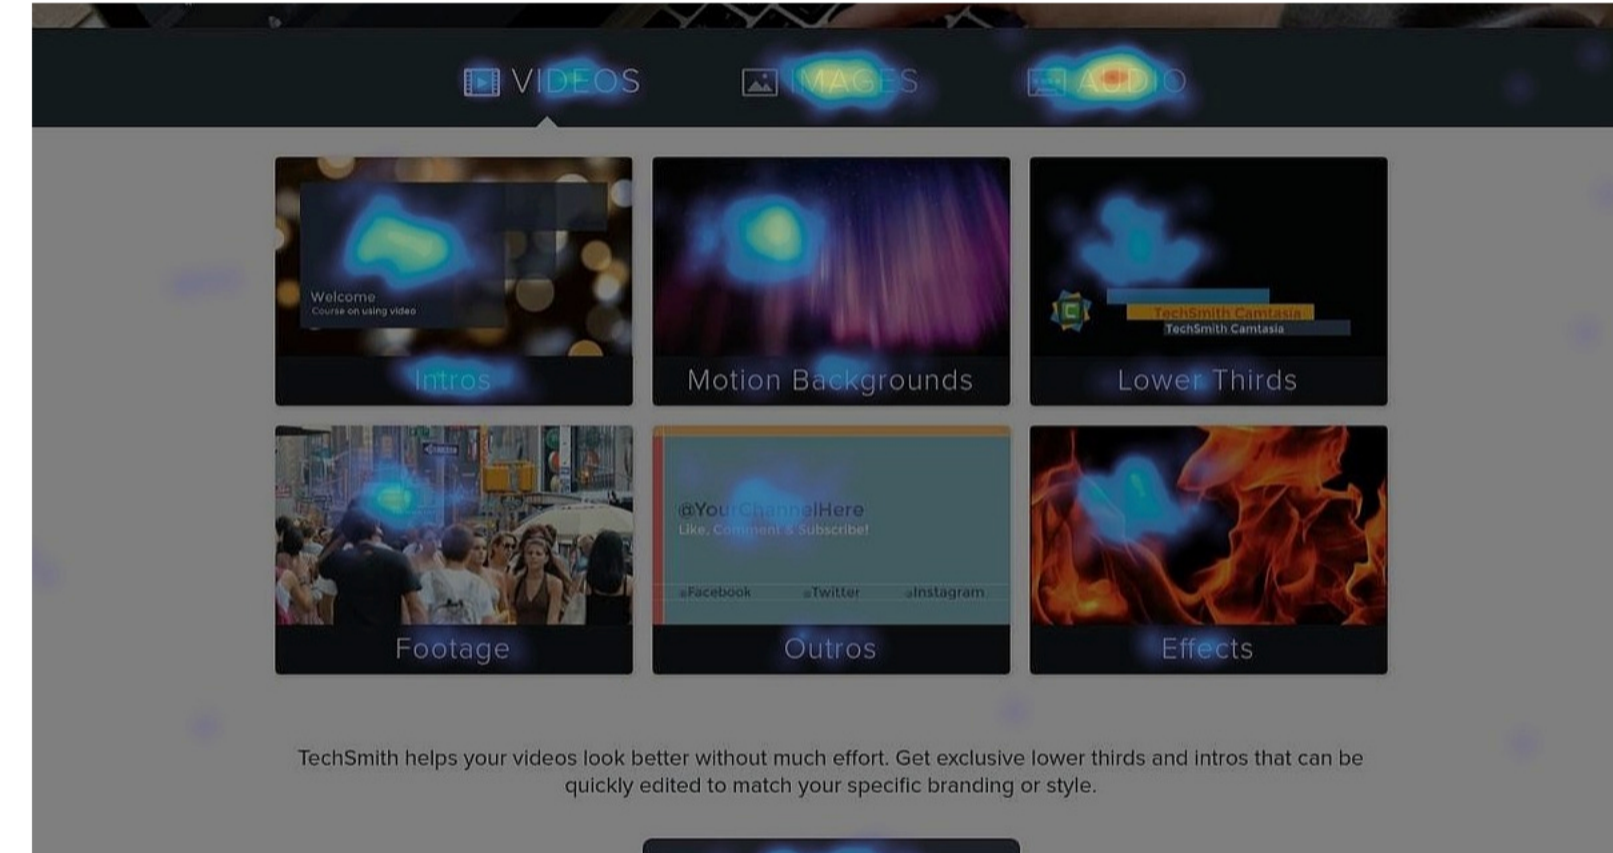 VIDEOS
IMAGES
AUDIO
Welcome
Course on using video
TechSmith Camtasia
TechSmith Camtasia
Intros
Motion Backgrounds
Lower Thirds
@YourChannelHere
Like, Comment & Subscribe!
Facebook
Twitter
Instagram
Footage
Outros
Effects
TechSmith helps your videos look better without much effort. Get exclusive lower thirds and intros that can be
quickly edited to match your specific branding or style.